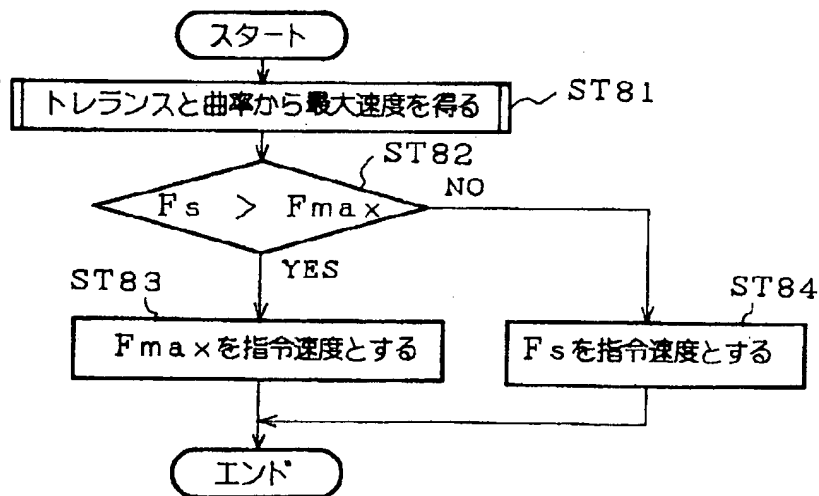 スタート
トレランスと曲率から最大速度を得る
ST81
ST82
Fs > Fmax
NO
YES
ST83
Fmaxを指令速度とする
ST84
Fsを指令速度とする
エンド